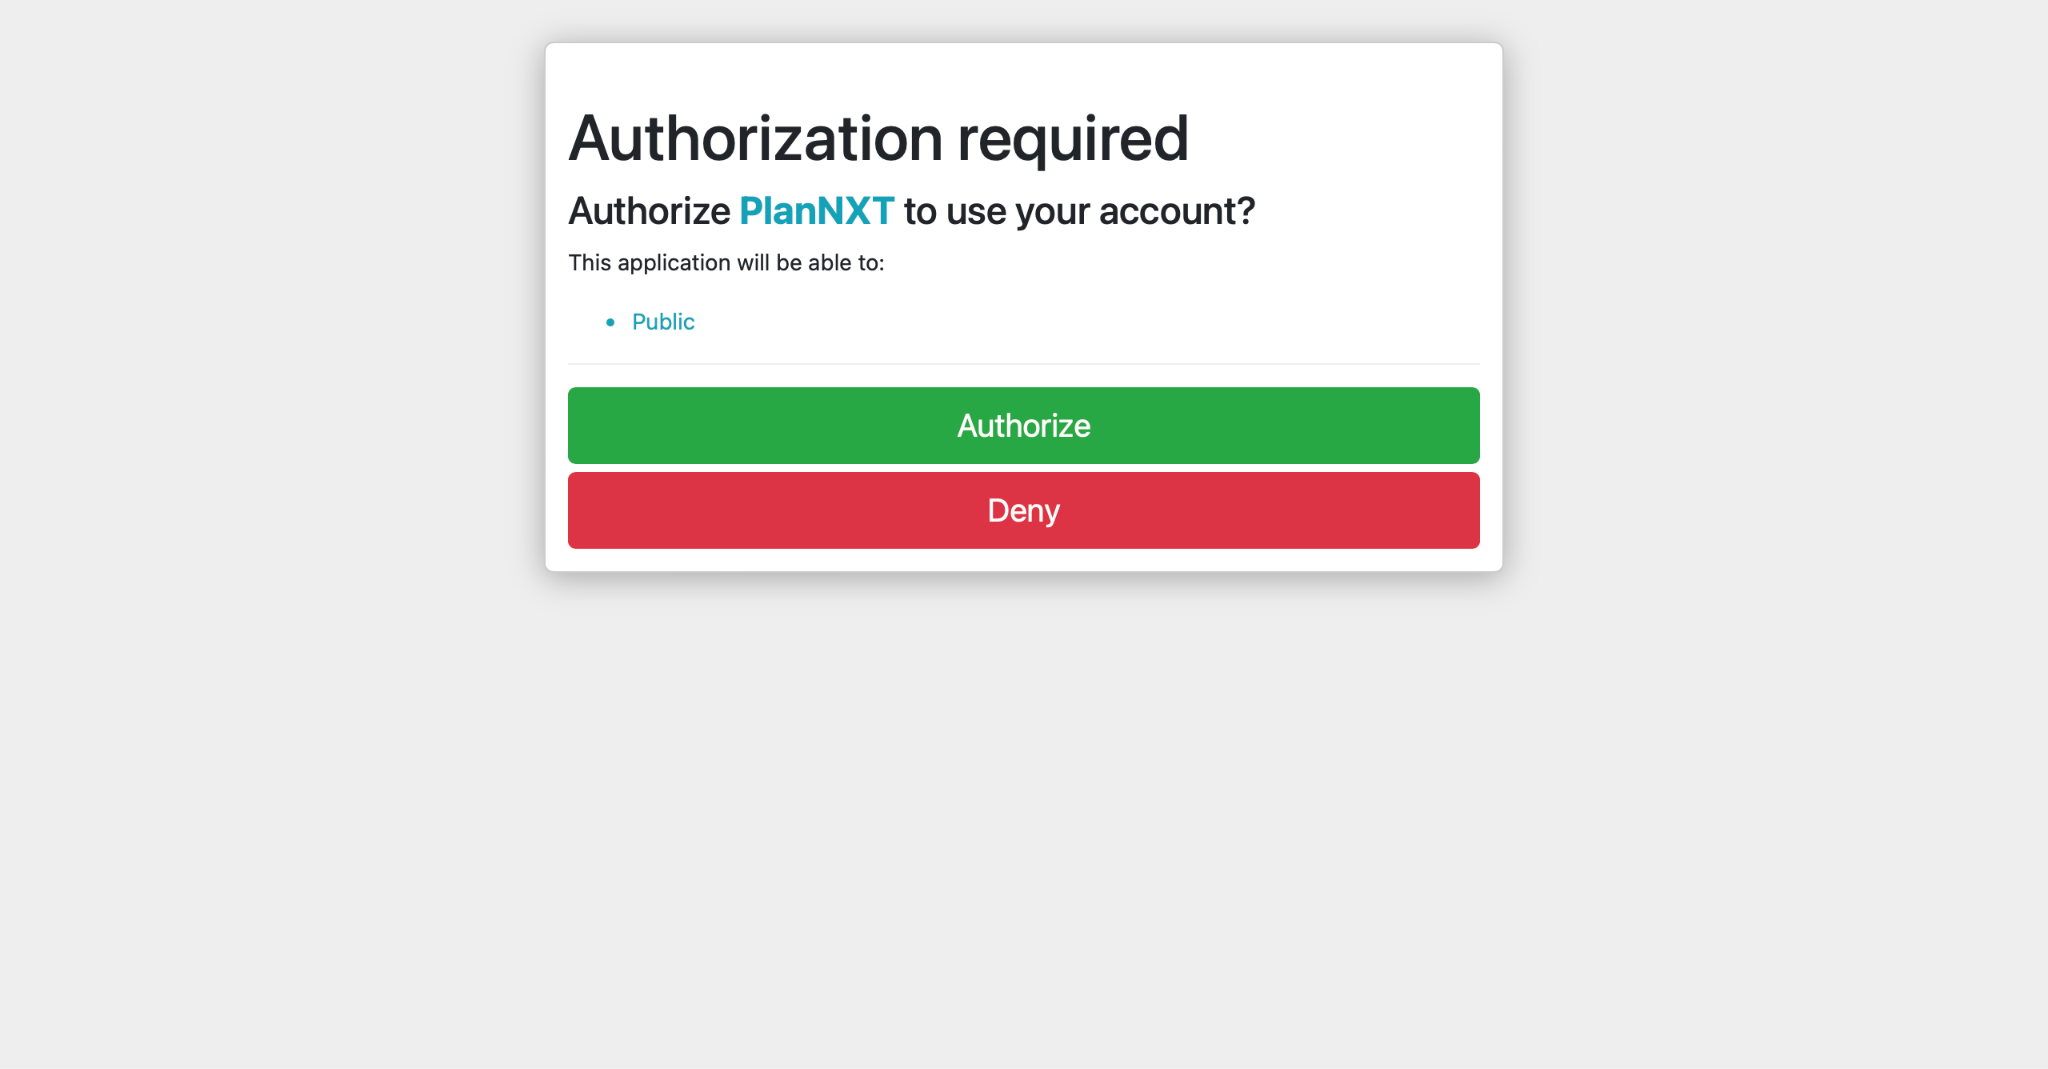 Authorization required
Authorize PlanNXT to use your account?
This application will be able to:
• Public
Authorize
Deny